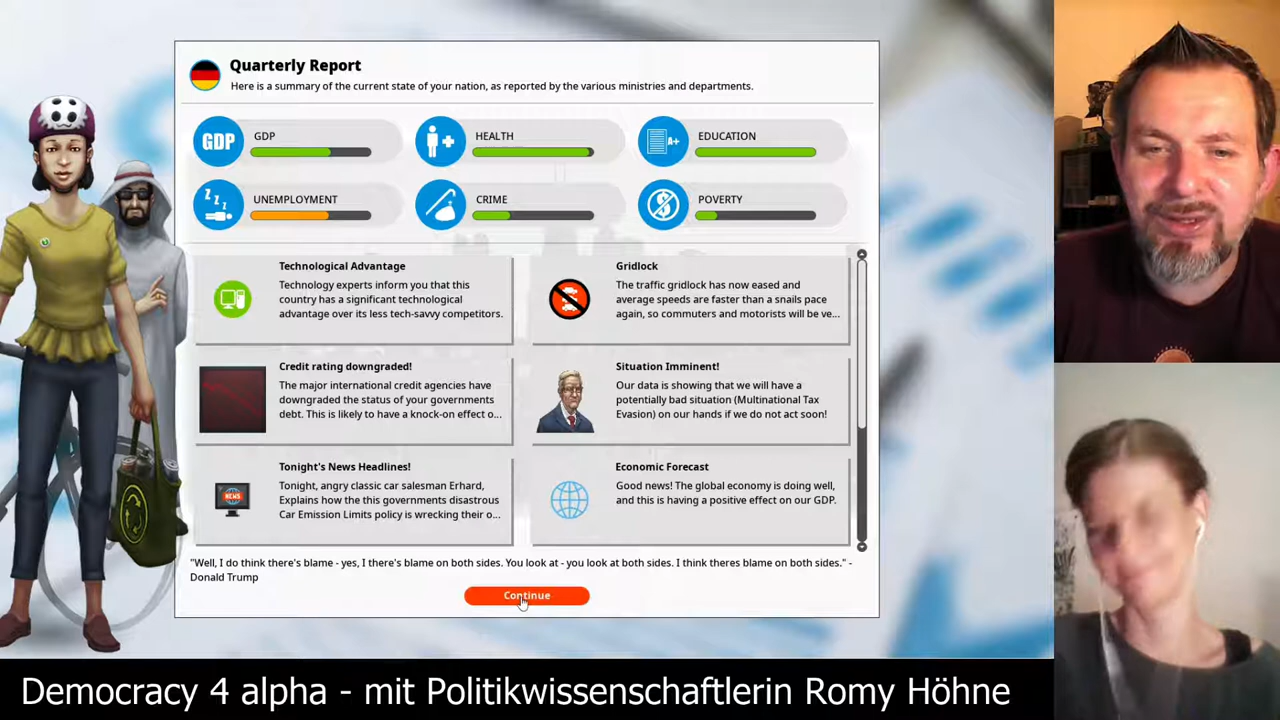 Quarterly Report
Here is a summary of the current state of your nation, as reported by the various ministries and departments.
GDP
GDP
HEALTH
A+
EDUCATION
Z Z Z
UNEMPLOYMENT
CRIME
POVERTY
Technological Advantage
Technology experts inform you that this
country has a significant technological
advantage over its less tech-savvy competitors.
Gridlock
The traffic gridlock has now eased and
average speeds are faster than a snails pace
again, so commuters and motorists will be ve...
Credit rating downgraded!
The major international credit agencies have
downgraded the status of your governments
debt. This is likely to have a knock-on effect o...
Situation Imminent!
Our data is showing that we will have a
potentially bad situation (Multinational Tax
Evasion) on our hands if we do not act soon!
NEWS
Tonight's News Headlines!
Tonight, angry classic car salesman Erhard,
Explains how the this governments disastrous
Car Emission Limits policy is wrecking their o...
Economic Forecast
Good news! The global economy is doing well,
and this is having a positive effect on our GDP.
"Well, I do think there's blame - yes, I there's blame on both sides. You look at - you look at both sides. I think theres blame on both sides." -
Donald Trump
Continue
Democracy 4 alpha - mit Politikwissenschaftlerin Romy Höhne